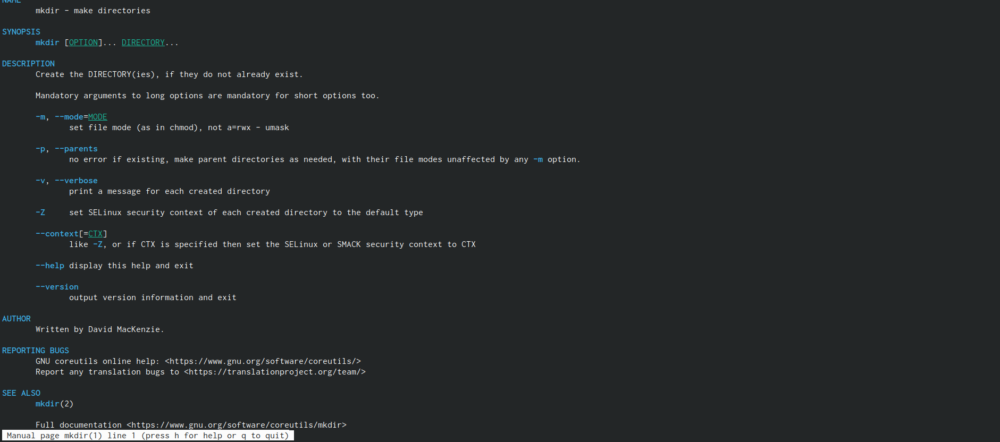 NAME
mkdir - make directories
SYNOPSIS
mkdir [OPTION]... DIRECTORY...
DESCRIPTION
Create the DIRECTORY(ies), if they do not already exist.
Mandatory arguments to long options are mandatory for short options too.
-m, --mode=MODE
set file mode (as in chmod), not a=rwx - umask
-p, --parents
no error if existing, make parent directories as needed, with their file modes unaffected by any -m option.
-v, --verbose
print a message for each created directory
-Z     set SELinux security context of each created directory to the default type
--context[=CTX]
like -Z, or if CTX is specified then set the SELinux or SMACK security context to CTX
--help display this help and exit
--version
output version information and exit
AUTHOR
Written by David MacKenzie.
REPORTING BUGS
GNU coreutils online help: <https://www.gnu.org/software/coreutils/>
Report any translation bugs to <https://translationproject.org/team/>
SEE ALSO
mkdir(2)
Full documentation <https://www.gnu.org/software/coreutils/mkdir>
Manual page mkdir(1) line 1 (press h for help or q to quit)